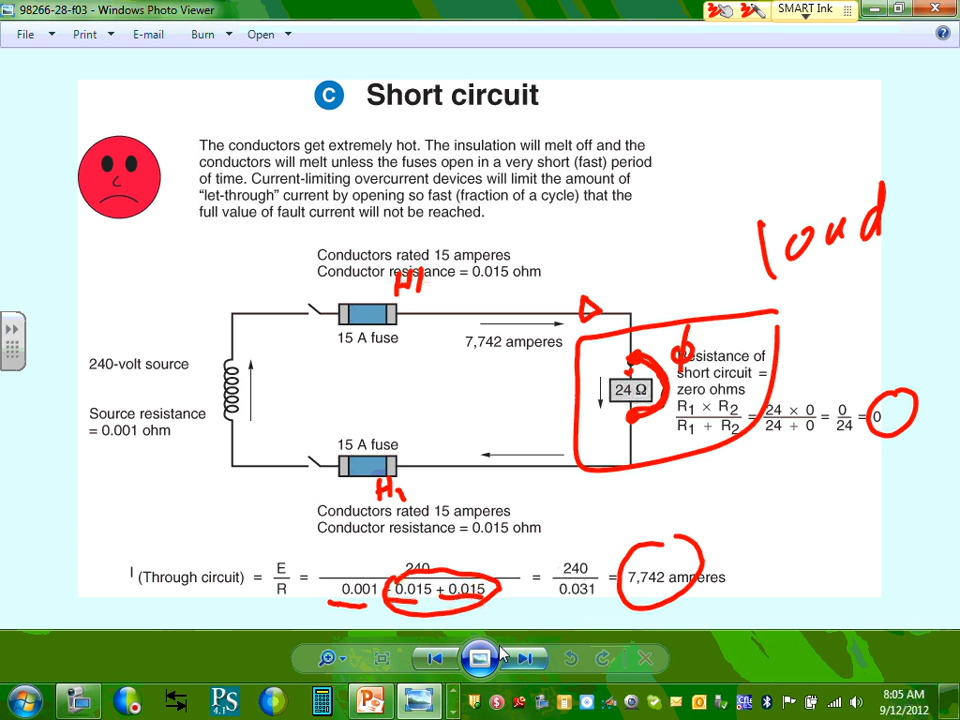 98266-28-f03 - Windows Photo Viewer
SMART Ink
File Print E-mail Burn Open
C Short circuit
The conductors get extremely hot. The insulation will melt off and the
conductors will melt unless the fuses open in a very short (fast) period
of time. Current-limiting overcurrent devices will limit the amount of
“let-through” current by opening so fast (fraction of a cycle) that the
full value of fault current will not be reached.
load
Conductors rated 15 amperes
Conductor resistance = 0.015 ohm
H1
15 A fuse
7,742 amperes
240-volt source
Source resistance
= 0.001 ohm
24 Ω
ϕ
Resistance of
short circuit =
zero ohms
R1 × R2 / R1 + R2 = 24 × 0 / 24 + 0 = 0 / 24 = 0
15 A fuse
H2
Conductors rated 15 amperes
Conductor resistance = 0.015 ohm
I (Through circuit) = E / R = 240 / 0.001 + 0.015 + 0.015 = 240 / 0.031 = 7,742 amperes
Ps
4.1
8:05 AM
9/12/2012